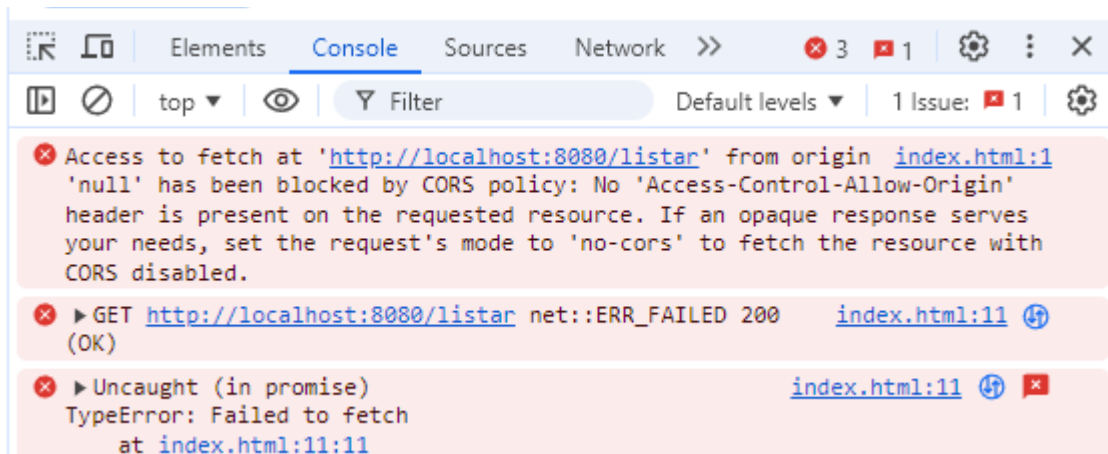 Elements Console Sources Network >> 3 1
top ▼ Filter Default levels ▼ 1 Issue: 1
Access to fetch at 'http://localhost:8080/listar' from origin index.html:1
'null' has been blocked by CORS policy: No 'Access-Control-Allow-Origin'
header is present on the requested resource. If an opaque response serves
your needs, set the request's mode to 'no-cors' to fetch the resource with
CORS disabled.
▶GET http://localhost:8080/listar net::ERR_FAILED 200 index.html:11
(OK)
▶Uncaught (in promise) index.html:11
TypeError: Failed to fetch
at index.html:11:11